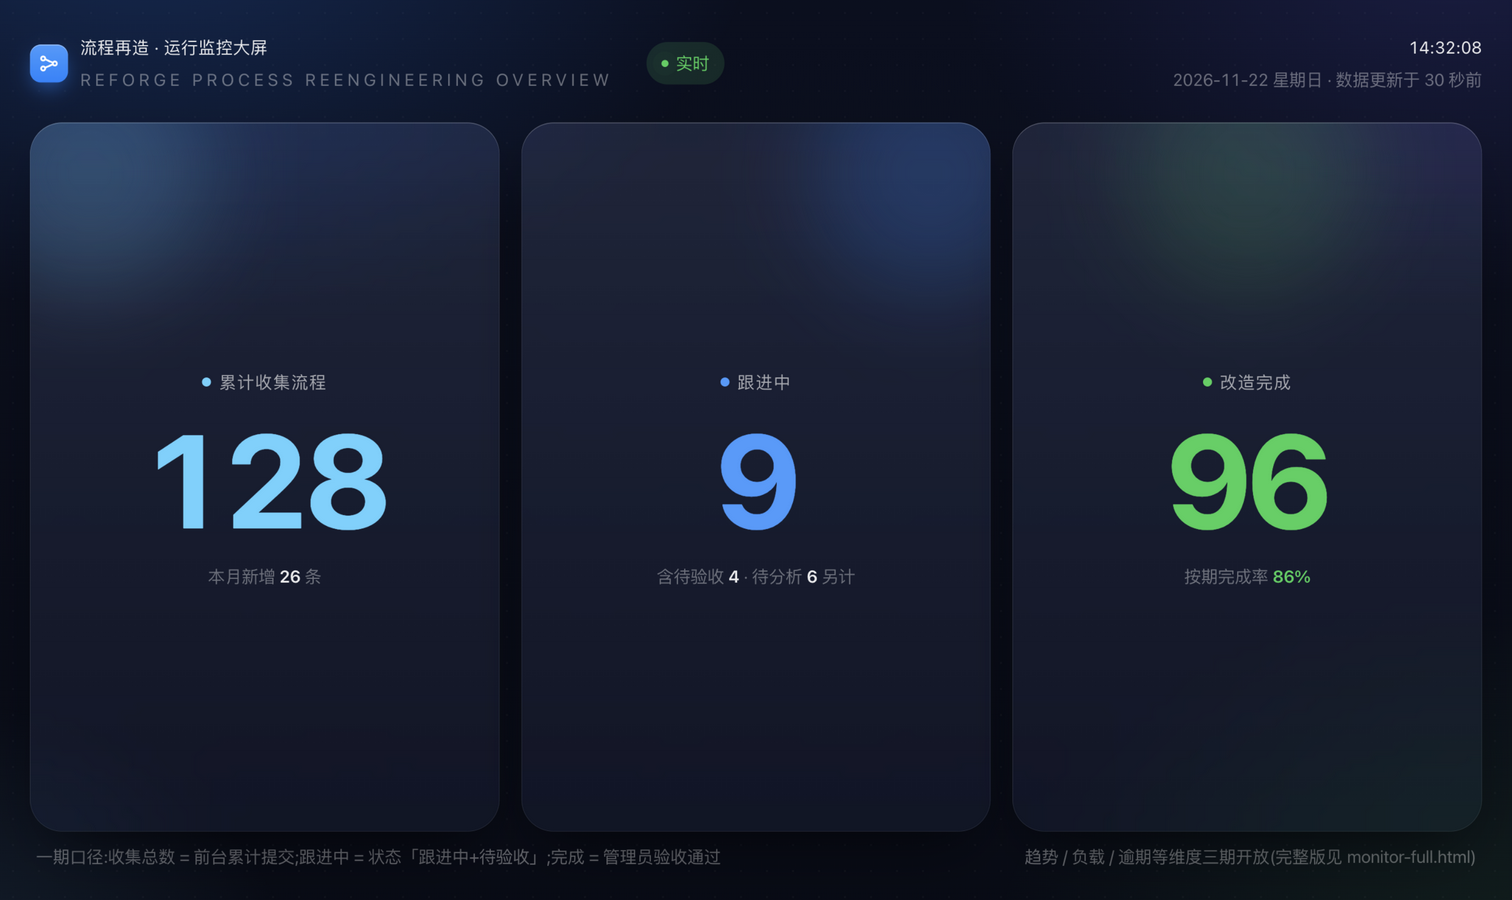 流程再造 · 运行监控大屏
REFORGE PROCESS REENGINEERING OVERVIEW
实时
14:32:08
2026-11-22 星期日 · 数据更新于 30 秒前
累计收集流程
128
本月新增 26 条
跟进中
9
含待验收 4 · 待分析 6 另计
改造完成
96
按期完成率 86%
一期口径:收集总数 = 前台累计提交;跟进中 = 状态「跟进中+待验收」;完成 = 管理员验收通过
趋势 / 负载 / 逾期等维度三期开放(完整版见 monitor-full.html)